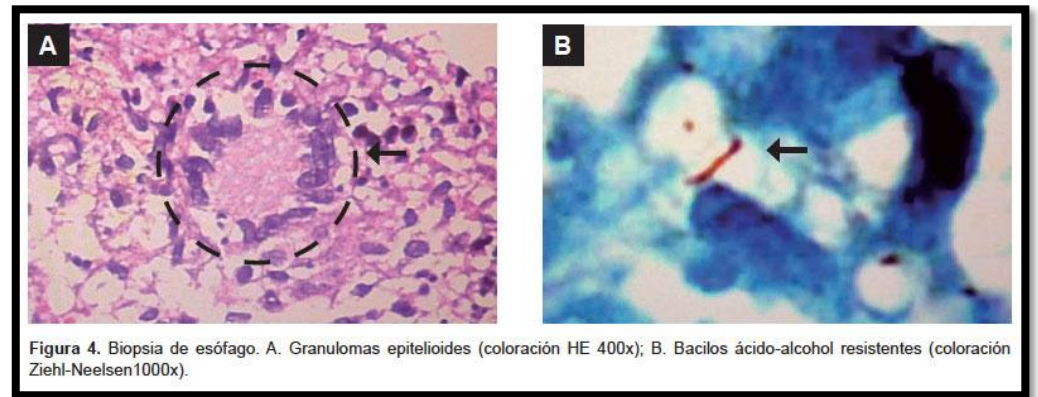 A
B
Figura 4. Biopsia de esófago. A. Granulomas epitelioides (coloración HE 400x); B. Bacilos ácido-alcohol resistentes (coloración
Ziehl-Neelsen1000x).